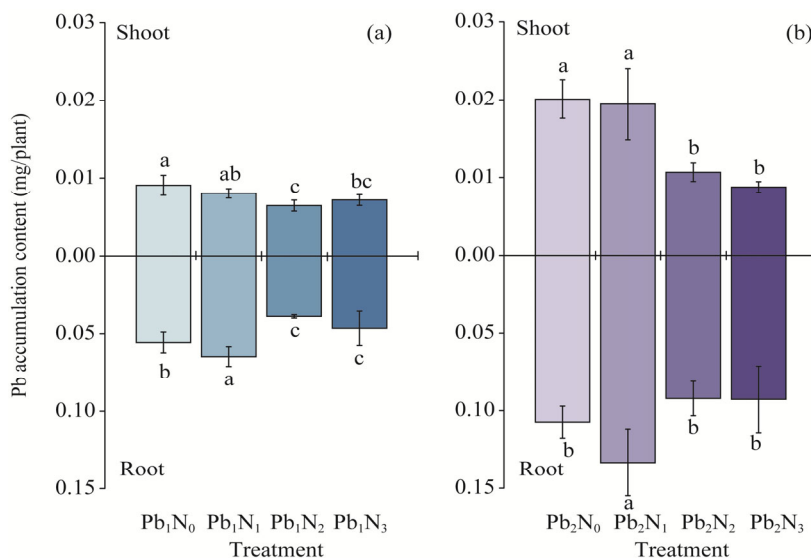 Pb accumulation content (mg/plant)
0.03
0.02
0.01
0.00
0.05
0.10
0.15
Shoot
(a)
a
ab
c
bc
b
a
c
c
Root
Pb₁N₀ Pb₁N₁ Pb₁N₂ Pb₁N₃
Treatment
0.03
0.02
0.01
0.00
0.05
0.10
0.15
Shoot
(b)
a
a
b
b
b
a
b
b
Root
Pb₂N₀ Pb₂N₁ Pb₂N₂ Pb₂N₃
Treatment